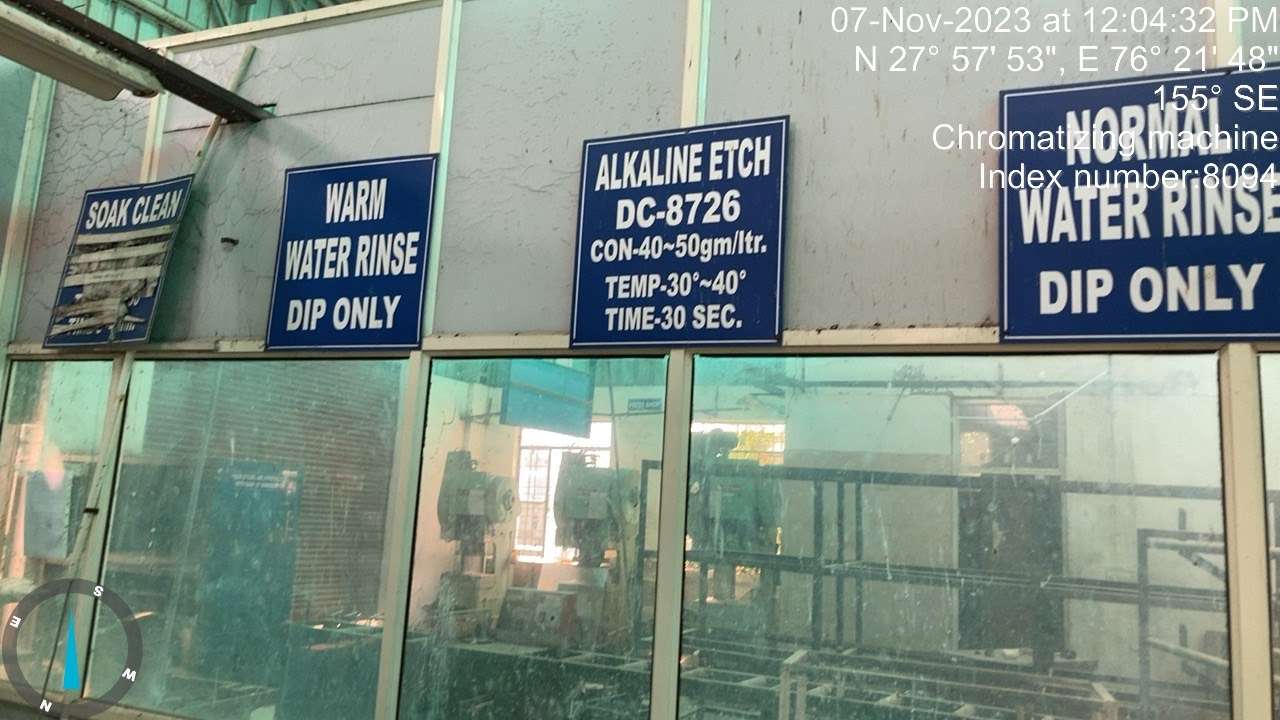 07-Nov-2023 at 12:04:32 PM
N 27° 57' 53", E 76° 21' 48"
155° SE
Chromatizing machine
Index number:8094
SOAK CLEAN
WARM
WATER RINSE
DIP ONLY
ALKALINE ETCH
DC-8726
CON-40~50gm/ltr.
TEMP-30°~40°
TIME-30 SEC.
NORMAL
WATER RINSE
DIP ONLY
S
E
W
N